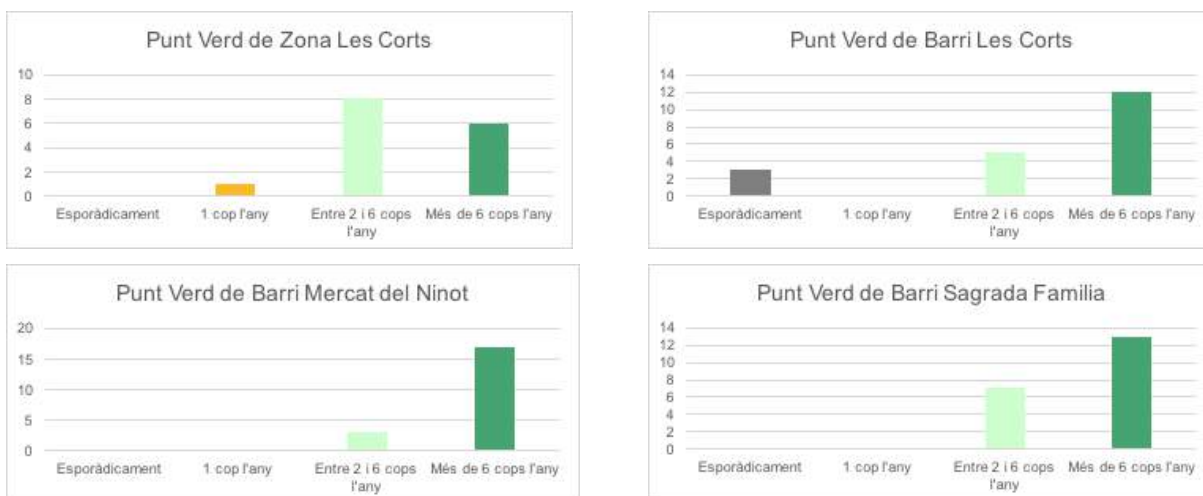 Punt Verd de Zona Les Corts
10
8
6
4
2
0
Esporàdicament 1 cop l'any Entre 2 i 6 cops Més de 6 cops l'any
l'any
Punt Verd de Barri Les Corts
14
12
10
8
6
4
2
0
Esporàdicament 1 cop l'any Entre 2 i 6 cops Més de 6 cops l'any
l'any
Punt Verd de Barri Mercat del Ninot
20
15
10
5
0
Esporàdicament 1 cop l'any Entre 2 i 6 cops Més de 6 cops l'any
l'any
Punt Verd de Barri Sagrada Familia
14
12
10
8
6
4
2
0
Esporàdicament 1 cop l'any Entre 2 i 6 cops Més de 6 cops l'any
l'any